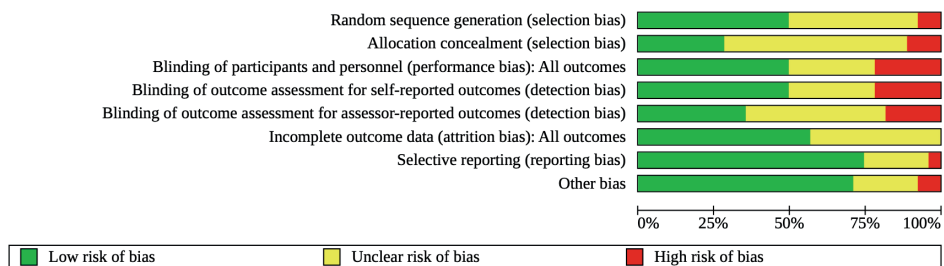 Random sequence generation (selection bias)
Allocation concealment (selection bias)
Blinding of participants and personnel (performance bias): All outcomes
Blinding of outcome assessment for self-reported outcomes (detection bias)
Blinding of outcome assessment for assessor-reported outcomes (detection bias)
Incomplete outcome data (attrition bias): All outcomes
Selective reporting (reporting bias)
Other bias
0% 25% 50% 75% 100%
Low risk of bias Unclear risk of bias High risk of bias